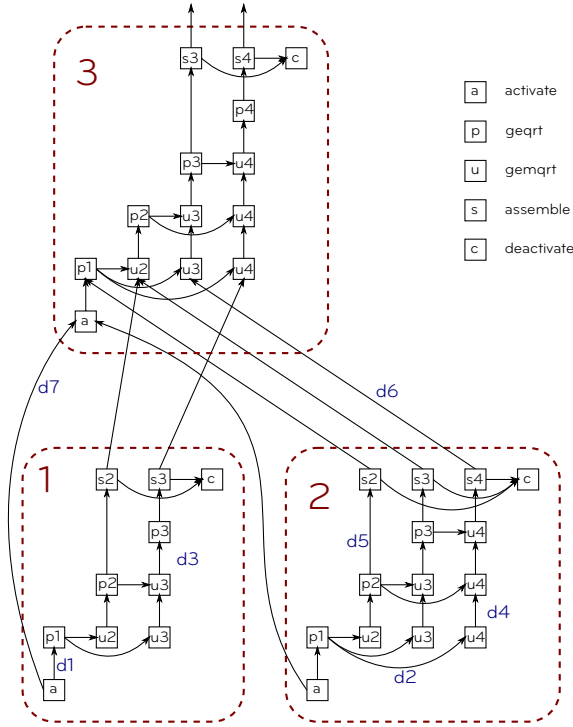 s3 s4 c
3
a activate
p4
p geqrt
p3 u4
u gemqrt
p2 u3 u4
s assemble
c deactivate
p1 u2 u3 u4
a
d7 d6
1 s2 s3 c
2 s2 s3 s4 c
p3
p3 u4
d3 d5
p2 u3
p2 u3 u4
d4
p1 u2 u3
p1 u2 u3 u4
d1 d2
a
a